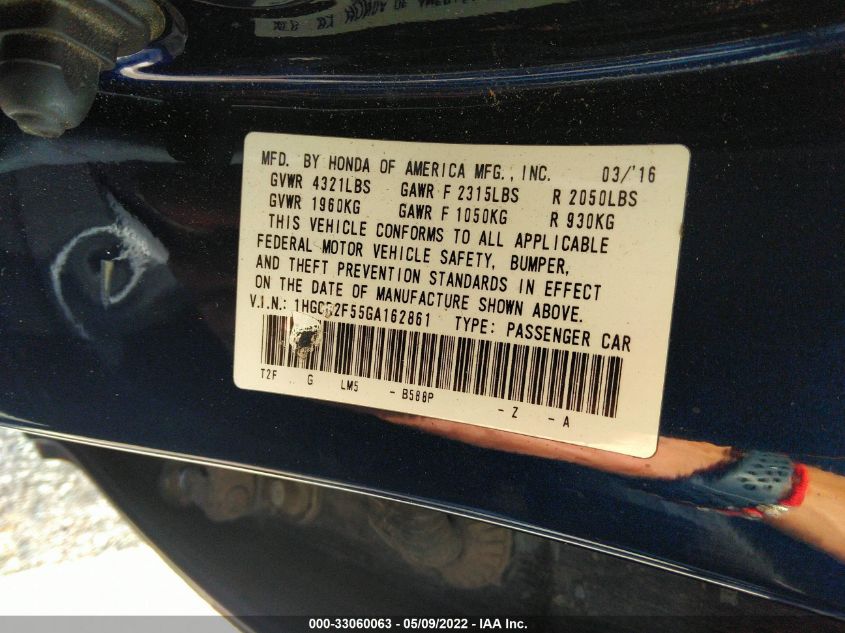 MFD. BY HONDA OF AMERICA MFG., INC. 03/'16
GVWR 4321LBS GAWR F 2315LBS R 2050LBS
GVWR 1960KG GAWR F 1050KG R 930KG
THIS VEHICLE CONFORMS TO ALL APPLICABLE
FEDERAL MOTOR VEHICLE SAFETY, BUMPER,
AND THEFT PREVENTION STANDARDS IN EFFECT
ON THE DATE OF MANUFACTURE SHOWN ABOVE.
V.I.N.: TYPE: PASSENGER CAR
T2F G LM5 - B588P - Z - A
000-33060063 - 05/09/2022 - IAA Inc.